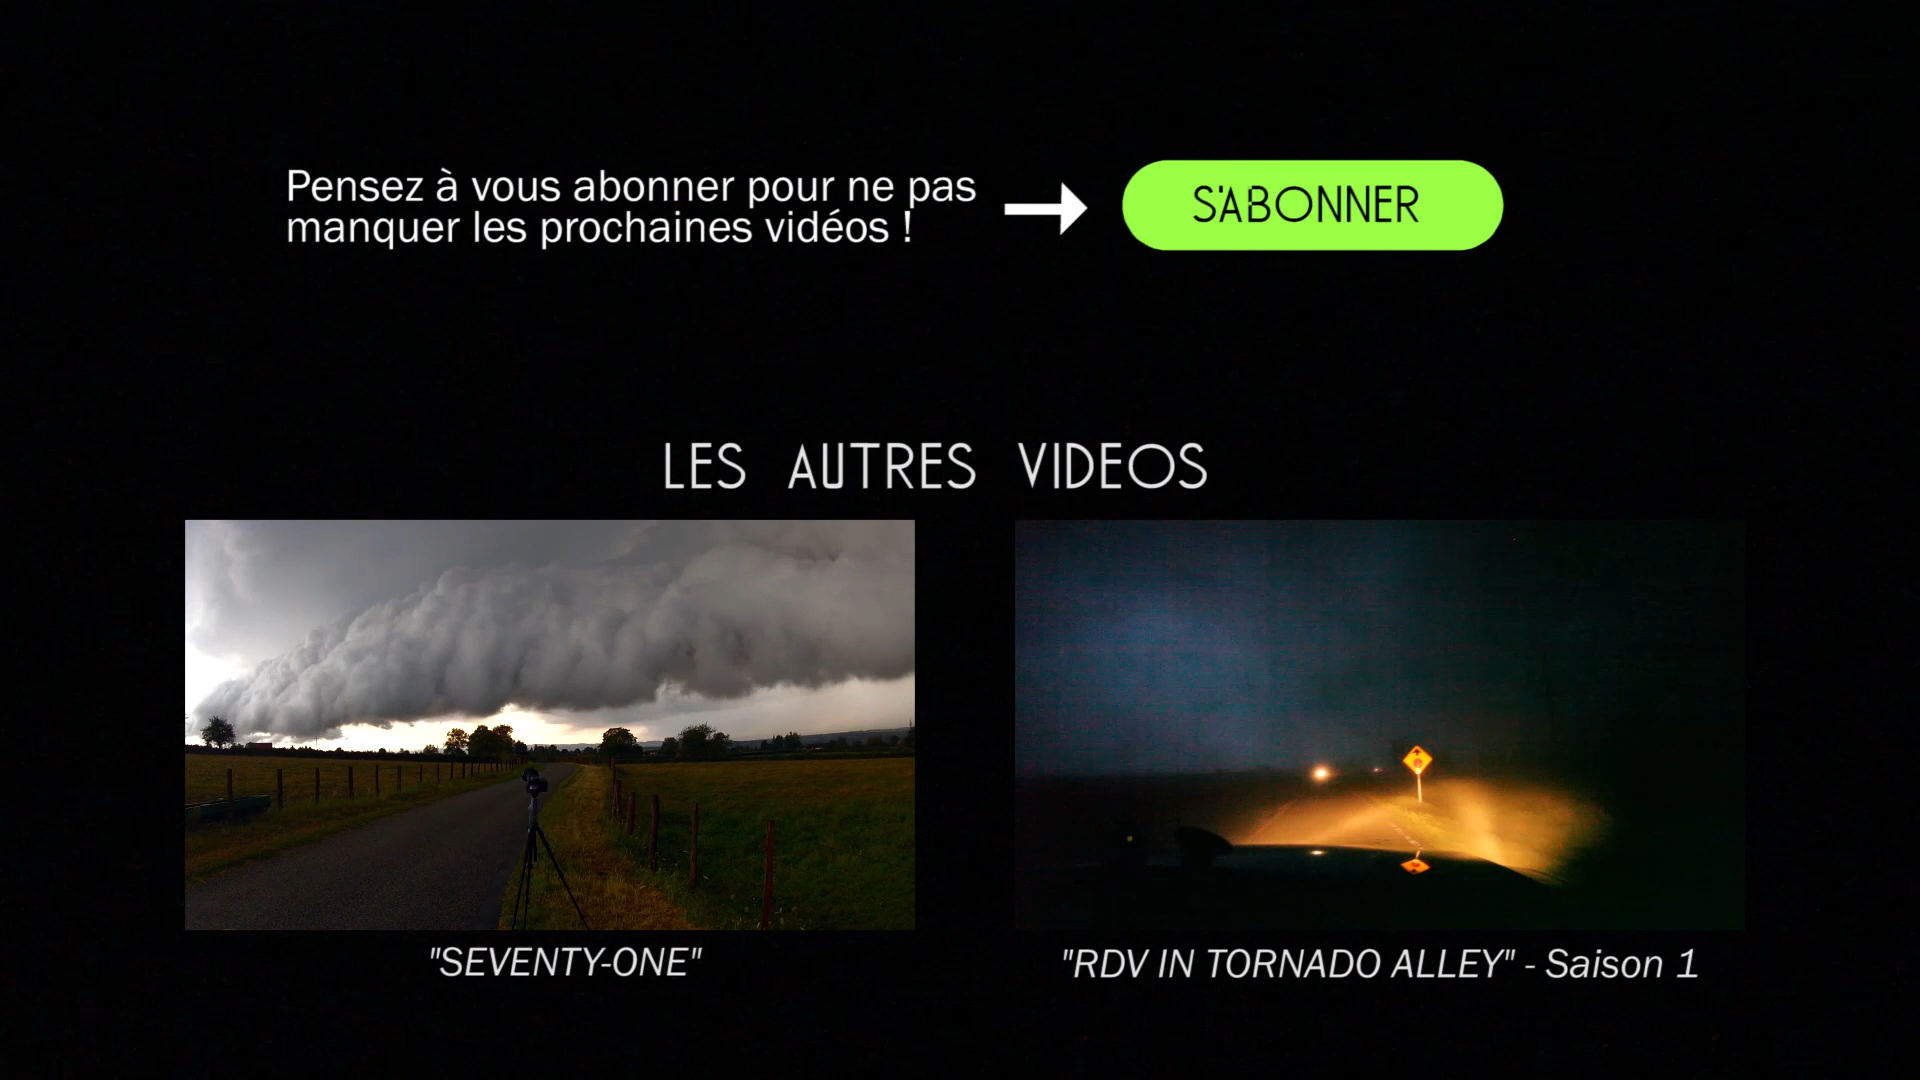 Pensez à vous abonner pour ne pas
manquer les prochaines vidéos !
S'ABONNER
LES AUTRES VIDEOS
"SEVENTY-ONE"
"RDV IN TORNADO ALLEY" - Saison 1